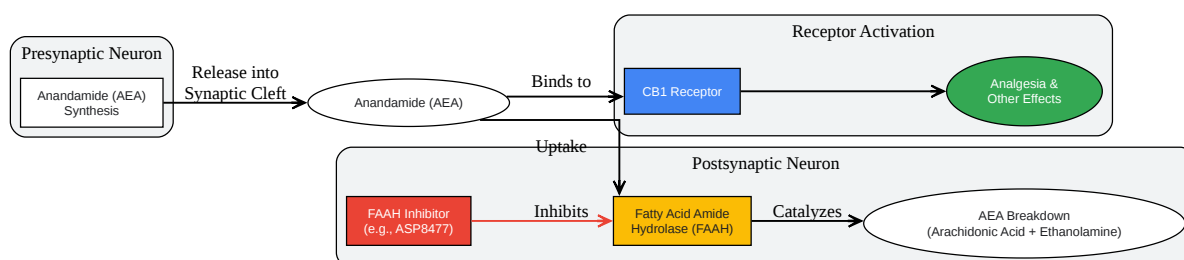 Presynaptic Neuron
Anandamide (AEA)
Synthesis
Release into
Synaptic Cleft
Anandamide (AEA)
Binds to
Receptor Activation
CB1 Receptor
Analgesia &
Other Effects
Uptake
Postsynaptic Neuron
FAAH Inhibitor
(e.g., ASP8477)
Inhibits
Fatty Acid Amide
Hydrolase (FAAH)
Catalyzes
AEA Breakdown
(Arachidonic Acid + Ethanolamine)